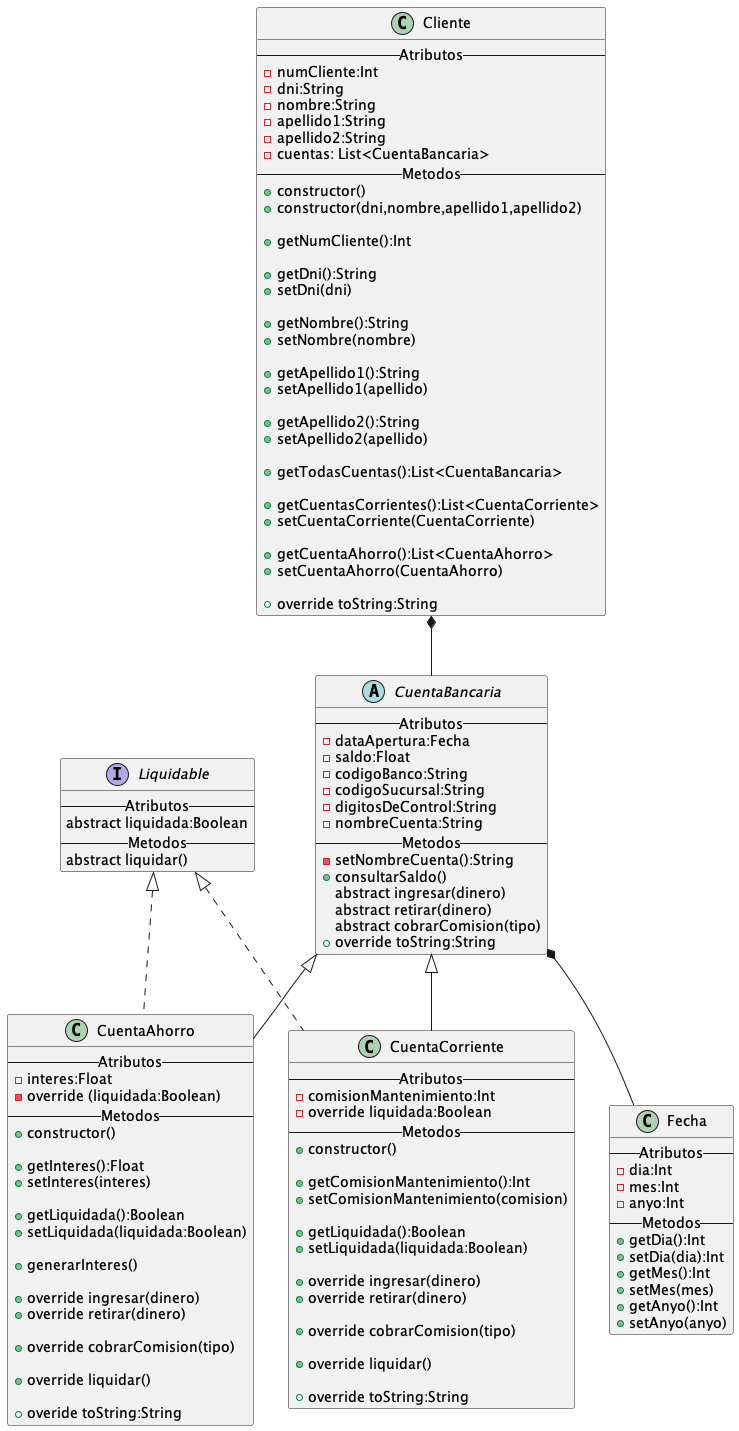 C Cliente
Atributos
numCliente:Int
dni:String
nombre:String
apellido1:String
apellido2:String
cuentas: List<CuentaBancaria>
Metodos
constructor()
constructor(dni,nombre,apellido1,apellido2)
getNumCliente():Int
getDni():String
setDni(dni)
getNombre():String
setNombre(nombre)
getApellido1():String
setApellido1(apellido)
getApellido2():String
setApellido2(apellido)
getTodasCuentas():List<CuentaBancaria>
getCuentasCorrientes():List<CuentaCorriente>
setCuentaCorriente(CuentaCorriente)
getCuentaAhorro():List<CuentaAhorro>
setCuentaAhorro(CuentaAhorro)
override toString:String
A CuentaBancaria
Atributos
dataApertura:Fecha
saldo:Float
codigoBanco:String
codigoSucursal:String
digitosDeControl:String
nombreCuenta:String
Metodos
setNombreCuenta():String
consultarSaldo()
abstract ingresar(dinero)
abstract retirar(dinero)
abstract cobrarComision(tipo)
override toString:String
I Liquidable
Atributos
abstract liquidada:Boolean
Metodos
abstract liquidar()
C CuentaAhorro
Atributos
interes:Float
override (liquidada:Boolean)
Metodos
constructor()
getInteres():Float
setInteres(interes)
getLiquidada():Boolean
setLiquidada(liquidada:Boolean)
generarInteres()
override ingresar(dinero)
override retirar(dinero)
override cobrarComision(tipo)
override liquidar()
overide toString:String
C CuentaCorriente
Atributos
comisionMantenimiento:Int
override liquidada:Boolean
Metodos
constructor()
getComisionMantenimiento():Int
setComisionMantenimiento(comision)
getLiquidada():Boolean
setLiquidada(liquidada:Boolean)
override ingresar(dinero)
override retirar(dinero)
override cobrarComision(tipo)
override liquidar()
override toString:String
C Fecha
Atributos
dia:Int
mes:Int
anyo:Int
Metodos
getDia():Int
setDia(dia):Int
getMes():Int
setMes(mes)
getAnyo():Int
setAnyo(anyo)